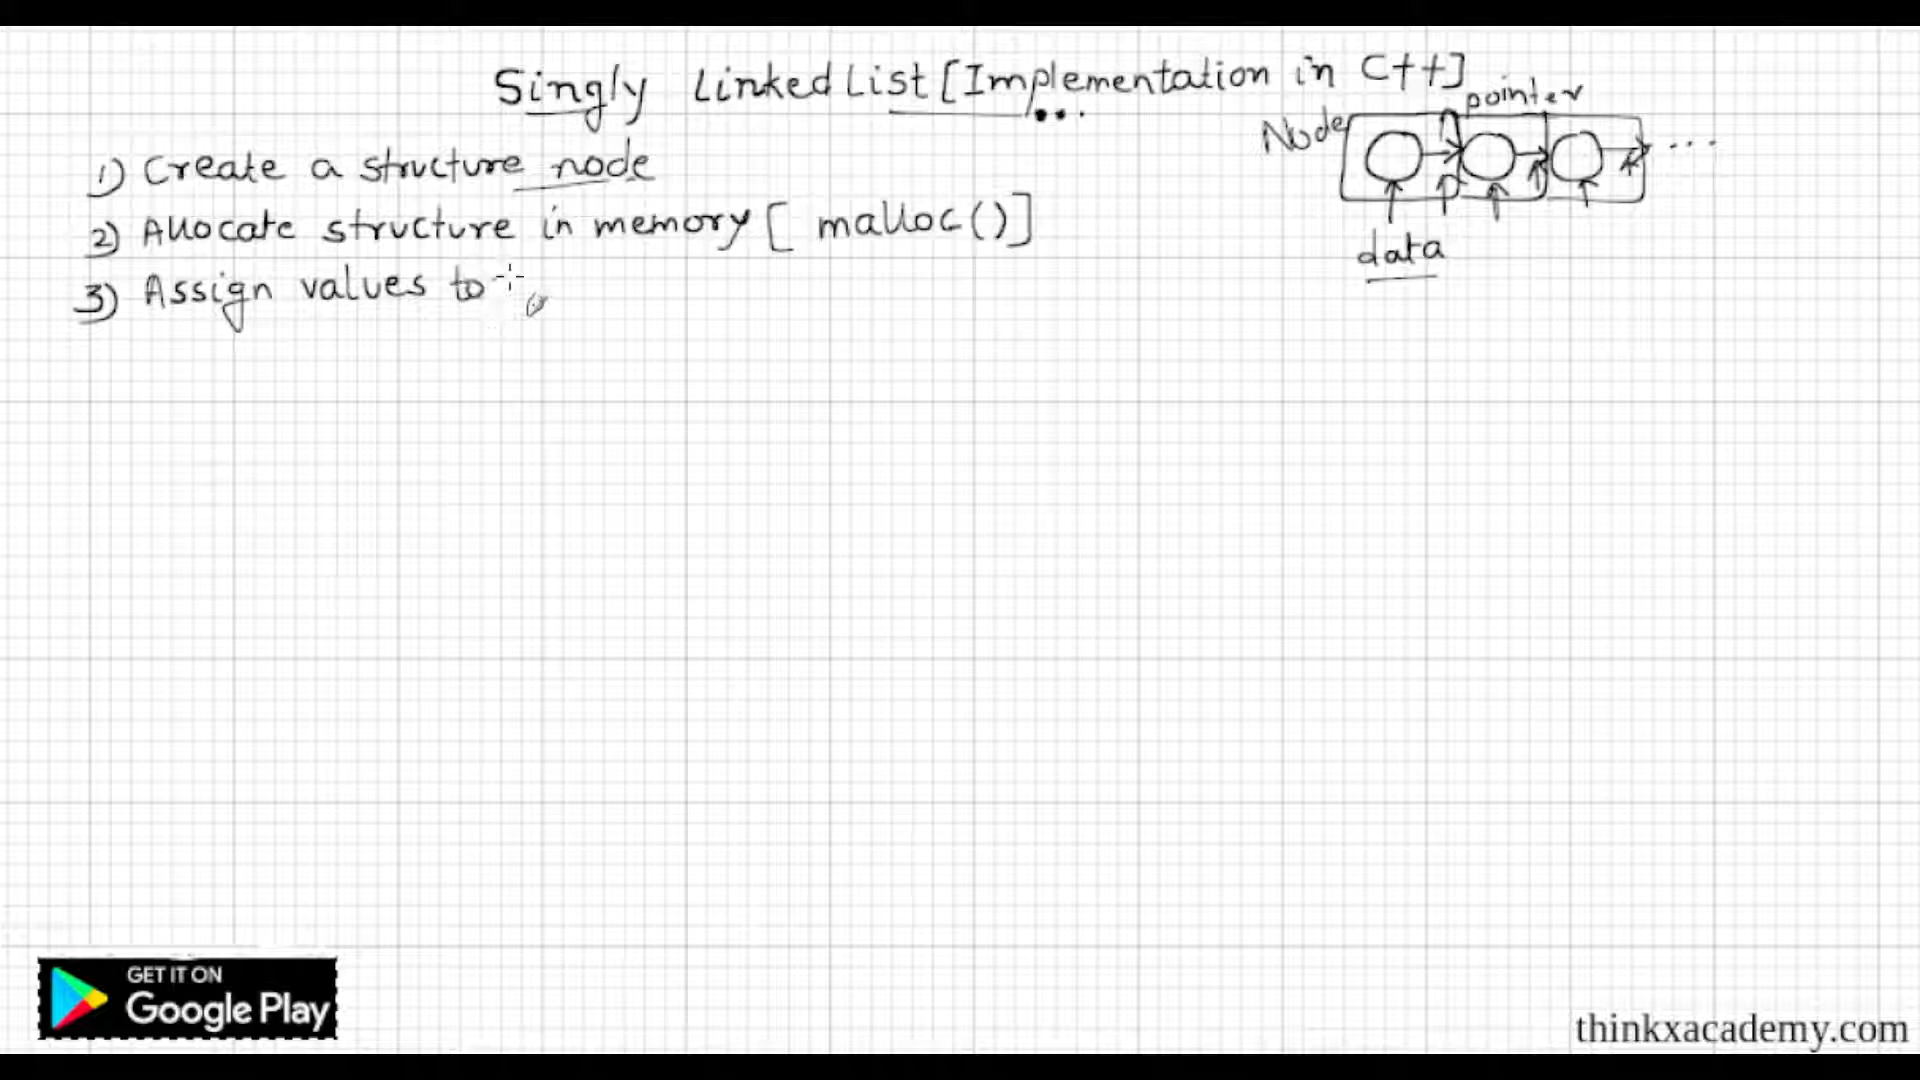 Singly Linked List [Implementation in C++]
pointer
Node
...
data
1) Create a structure node
2) Allocate structure in memory [ malloc()]
3) Assign values to
GET IT ON
Google Play
thinkxacademy.com